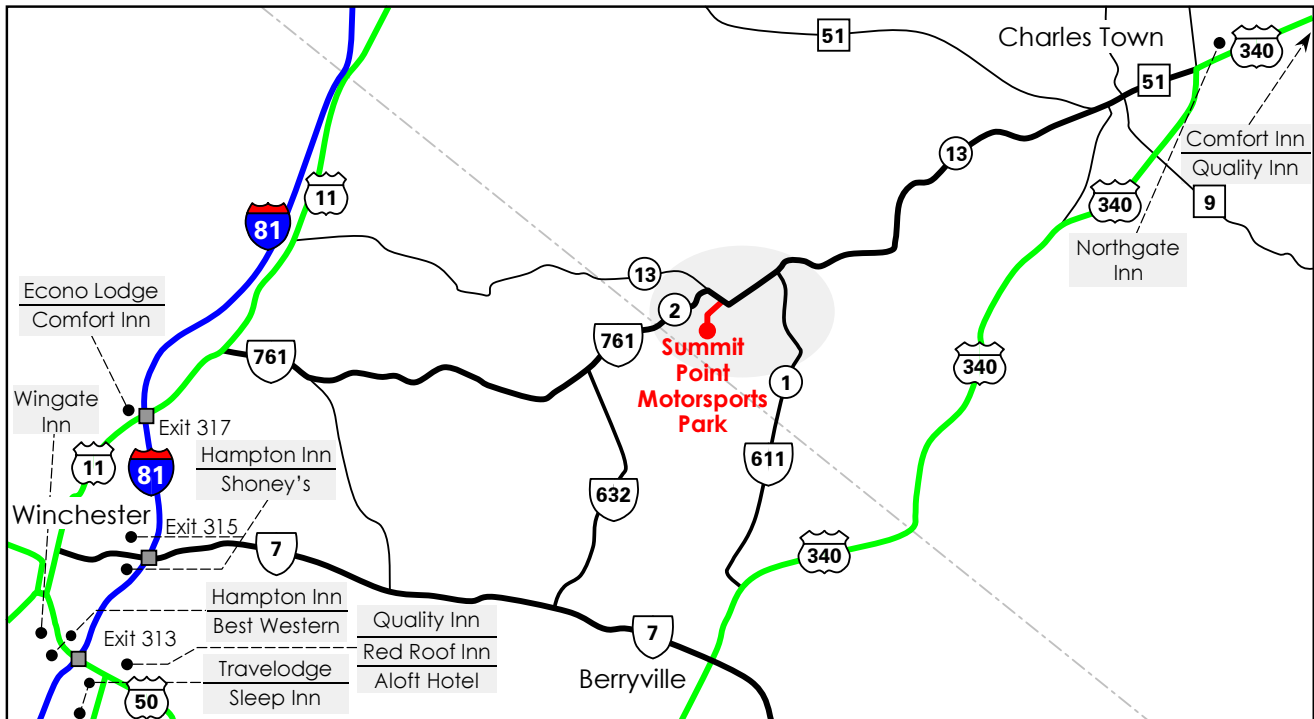 51
Charles Town
340
51
Comfort Inn
Quality Inn
13
11
81
340
9
Northgate
Inn
13
Econo Lodge
Comfort Inn
2
761
761
Summit
Point
Motorsports
Park
340
1
Wingate
Inn
Exit 317
11
81
Hampton Inn
Shoney's
611
632
Winchester
Exit 315
7
340
Hampton Inn
Best Western
Quality Inn
Red Roof Inn
Aloft Hotel
Exit 313
7
Travelodge
Sleep Inn
Berryville
50